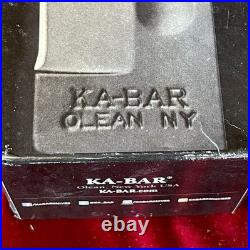 KA-BAR
OLEAN NY
KA-BAR®
Olean, New York USA
KA-BAR.com